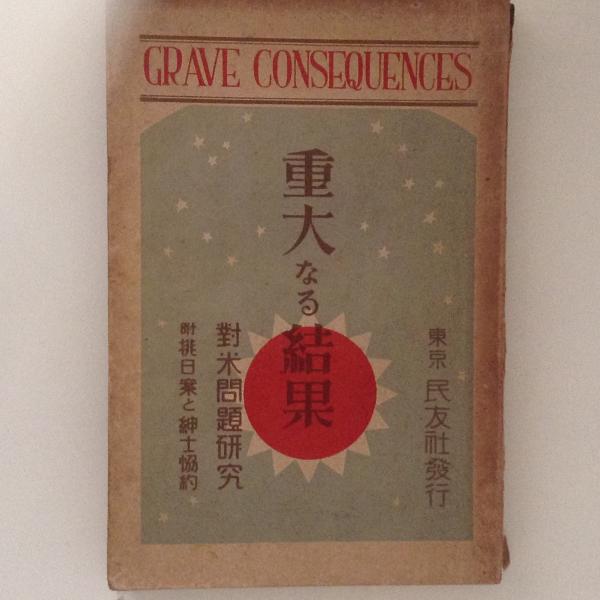 GRAVE CONSEQUENCES
東京 民友社發行
重大なる結果
對米問題研究
附 排日案と紳士協約